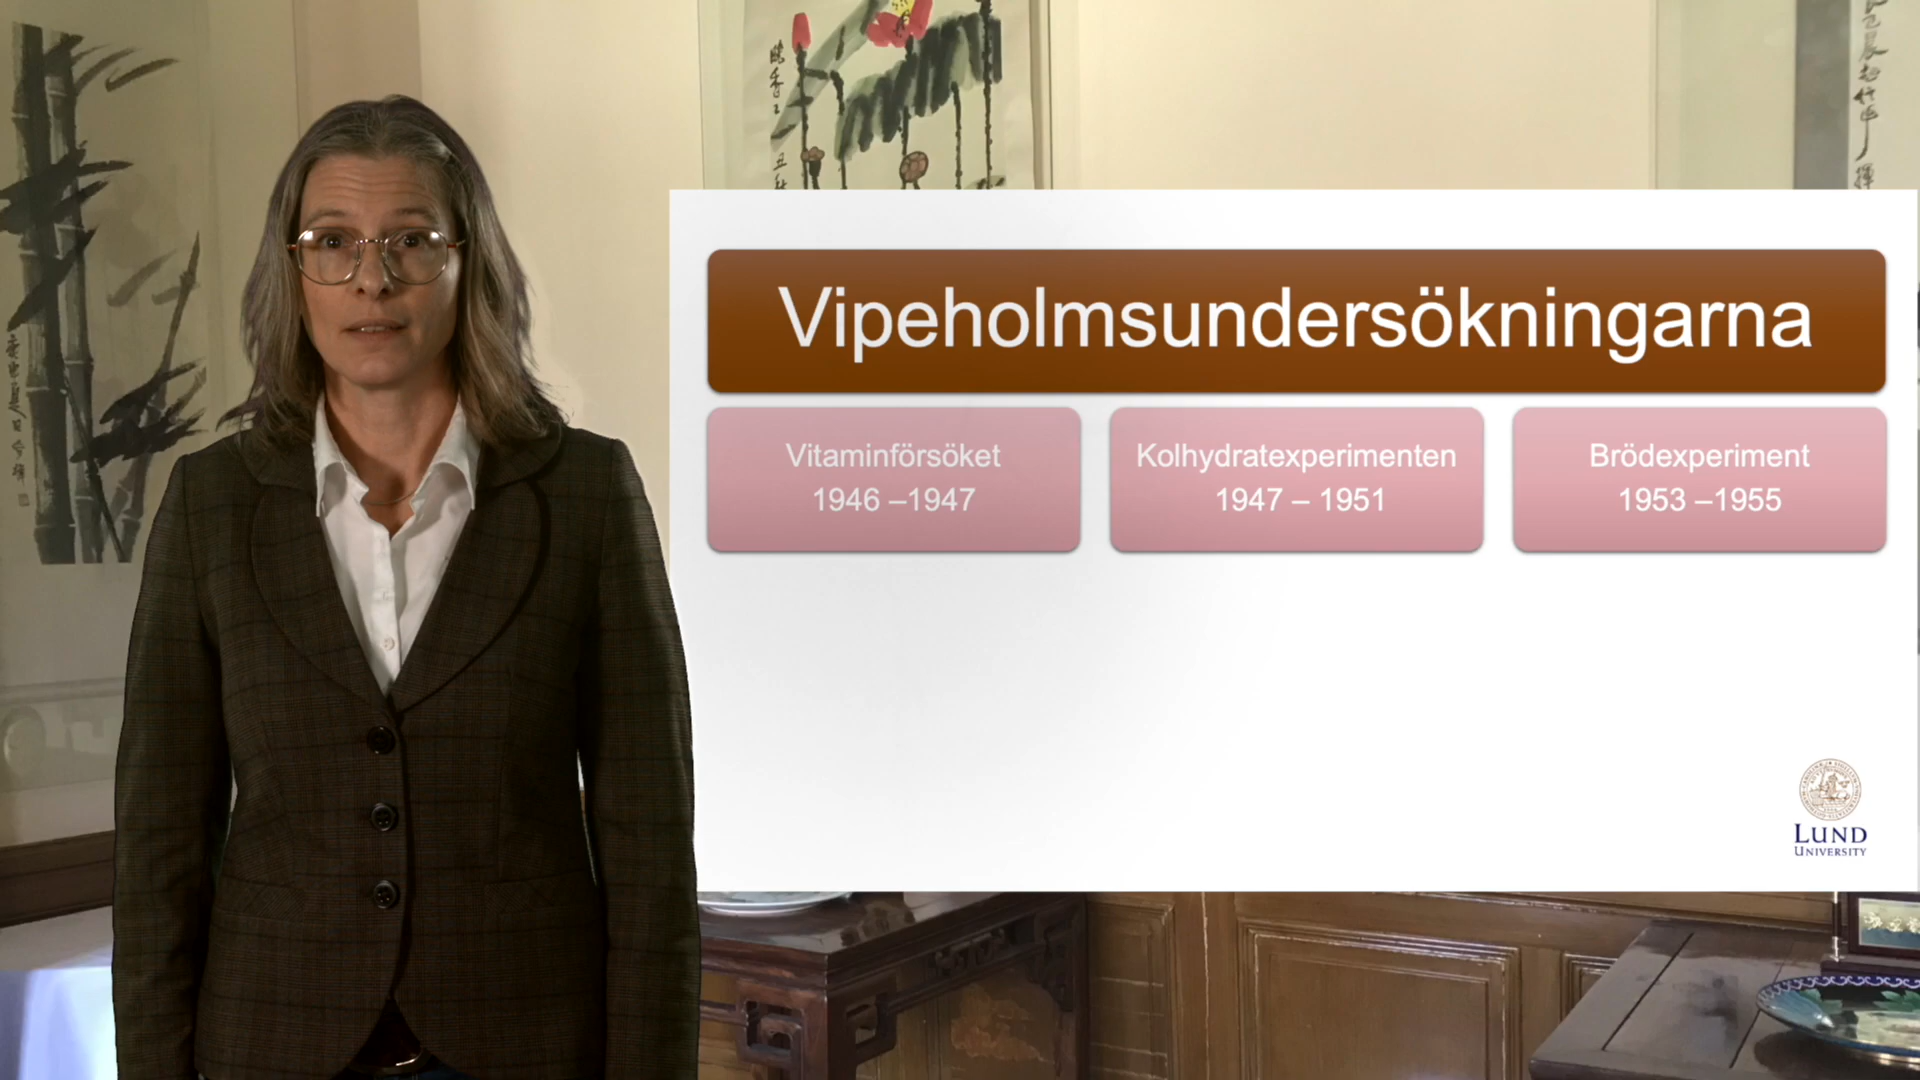 Vipeholmsundersökningarna
Vitaminförsöket
1946 –1947
Kolhydratexperimenten
1947 – 1951
Brödexperiment
1953 –1955
LUND
UNIVERSITY